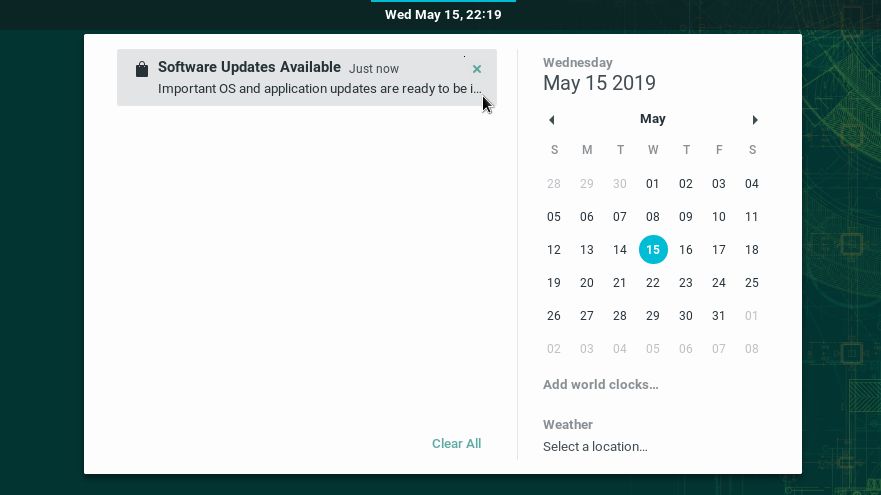 Wed May 15, 22:19
Software Updates Available Just now ×
Important OS and application updates are ready to be i…
Clear All
Wednesday
May 15 2019
May
S M T W T F S
28 29 30 01 02 03 04
05 06 07 08 09 10 11
12 13 14 15 16 17 18
19 20 21 22 23 24 25
26 27 28 29 30 31 01
02 03 04 05 06 07 08
Add world clocks…
Weather
Select a location…